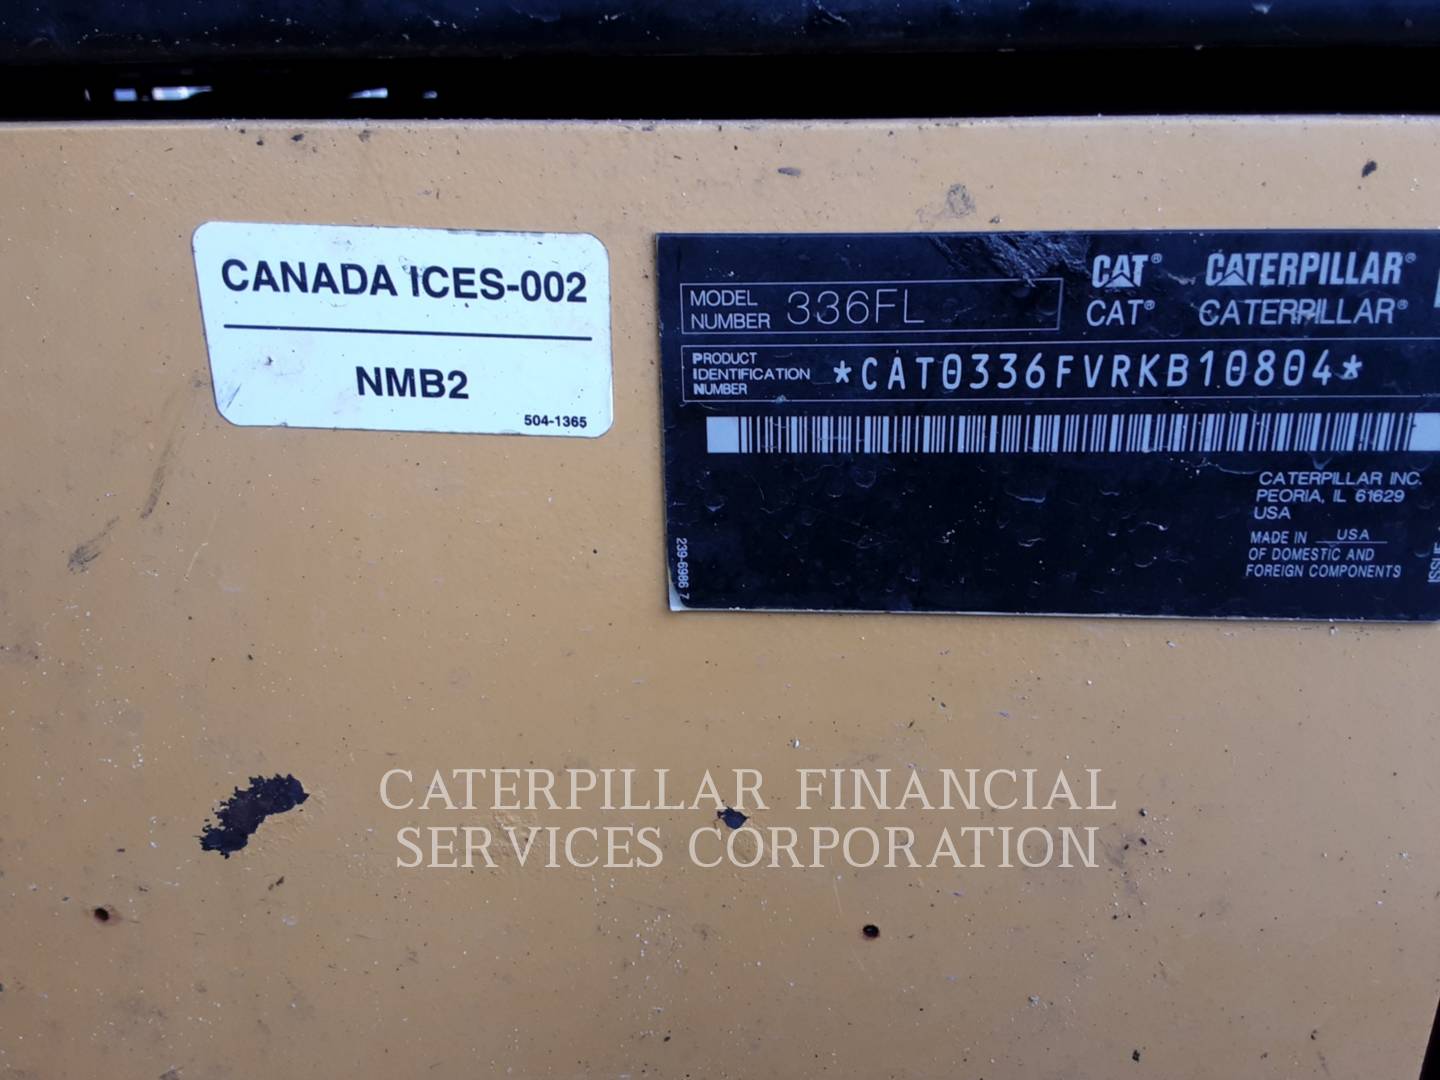 CANADA ICES-002
NMB2
504-1365
MODEL NUMBER 336FL
CAT® CATERPILLAR®
CAT® CATERPILLAR®
PRODUCT IDENTIFICATION NUMBER *CAT0336FVRKB10804*
CATERPILLAR INC.
PEORIA, IL 61629
USA
MADE IN USA
OF DOMESTIC AND
FOREIGN COMPONENTS
239-6986 7
CATERPILLAR FINANCIAL
SERVICES CORPORATION